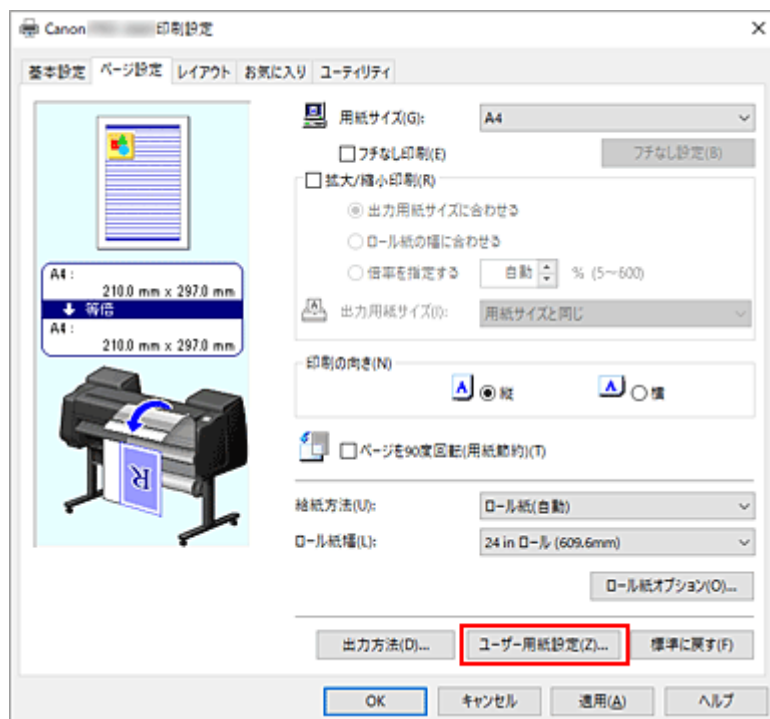 Canon 印刷設定
基本設定 ページ設定 レイアウト お気に入り ユーティリティ
用紙サイズ(G): A4
フチなし印刷(E) フチなし設定(B)
拡大/縮小印刷(R)
出力用紙サイズに合わせる
ロール紙の幅に合わせる
倍率を指定する 自動 % (5～600)
出力用紙サイズ(I): 用紙サイズと同じ
A4 :
210.0 mm x 297.0 mm
等倍
A4 :
210.0 mm x 297.0 mm
印刷の向き(N)
A 縦 A 横
ページを90度回転(用紙節約)(T)
R
給紙方法(U): ロール紙(自動)
ロール紙幅(L): 24 in ロール (609.6mm)
ロール紙オプション(O)...
出力方法(D)... ユーザー用紙設定(Z)... 標準に戻す(F)
OK キャンセル 適用(A) ヘルプ